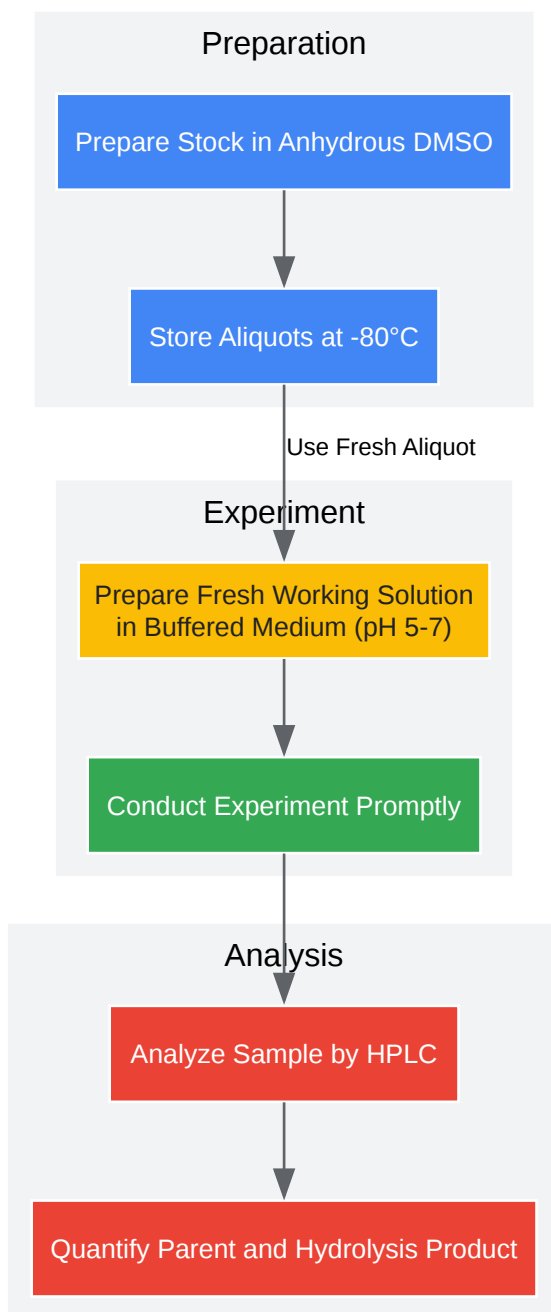 Preparation
Prepare Stock in Anhydrous DMSO
Store Aliquots at -80°C
Use Fresh Aliquot
Experiment
Prepare Fresh Working Solution
in Buffered Medium (pH 5-7)
Conduct Experiment Promptly
Analysis
Analyze Sample by HPLC
Quantify Parent and Hydrolysis Product